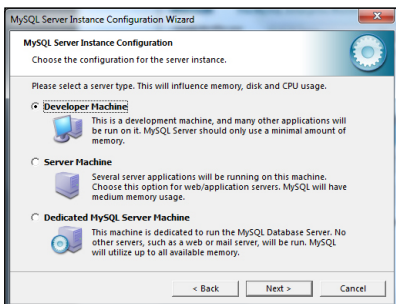 MySQL Server Instance Configuration Wizard
MySQL Server Instance Configuration
Choose the configuration for the server instance.
Please select a server type. This will influence memory, disk and CPU usage.
Developer Machine
This is a development machine, and many other applications will
be run on it. MySQL Server should only use a minimal amount of
memory.
Server Machine
Several server applications will be running on this machine.
Choose this option for web/application servers. MySQL will have
medium memory usage.
Dedicated MySQL Server Machine
This machine is dedicated to run the MySQL Database Server. No
other servers, such as a web or mail server, will be run. MySQL
will utilize up to all available memory.
< Back Next > Cancel